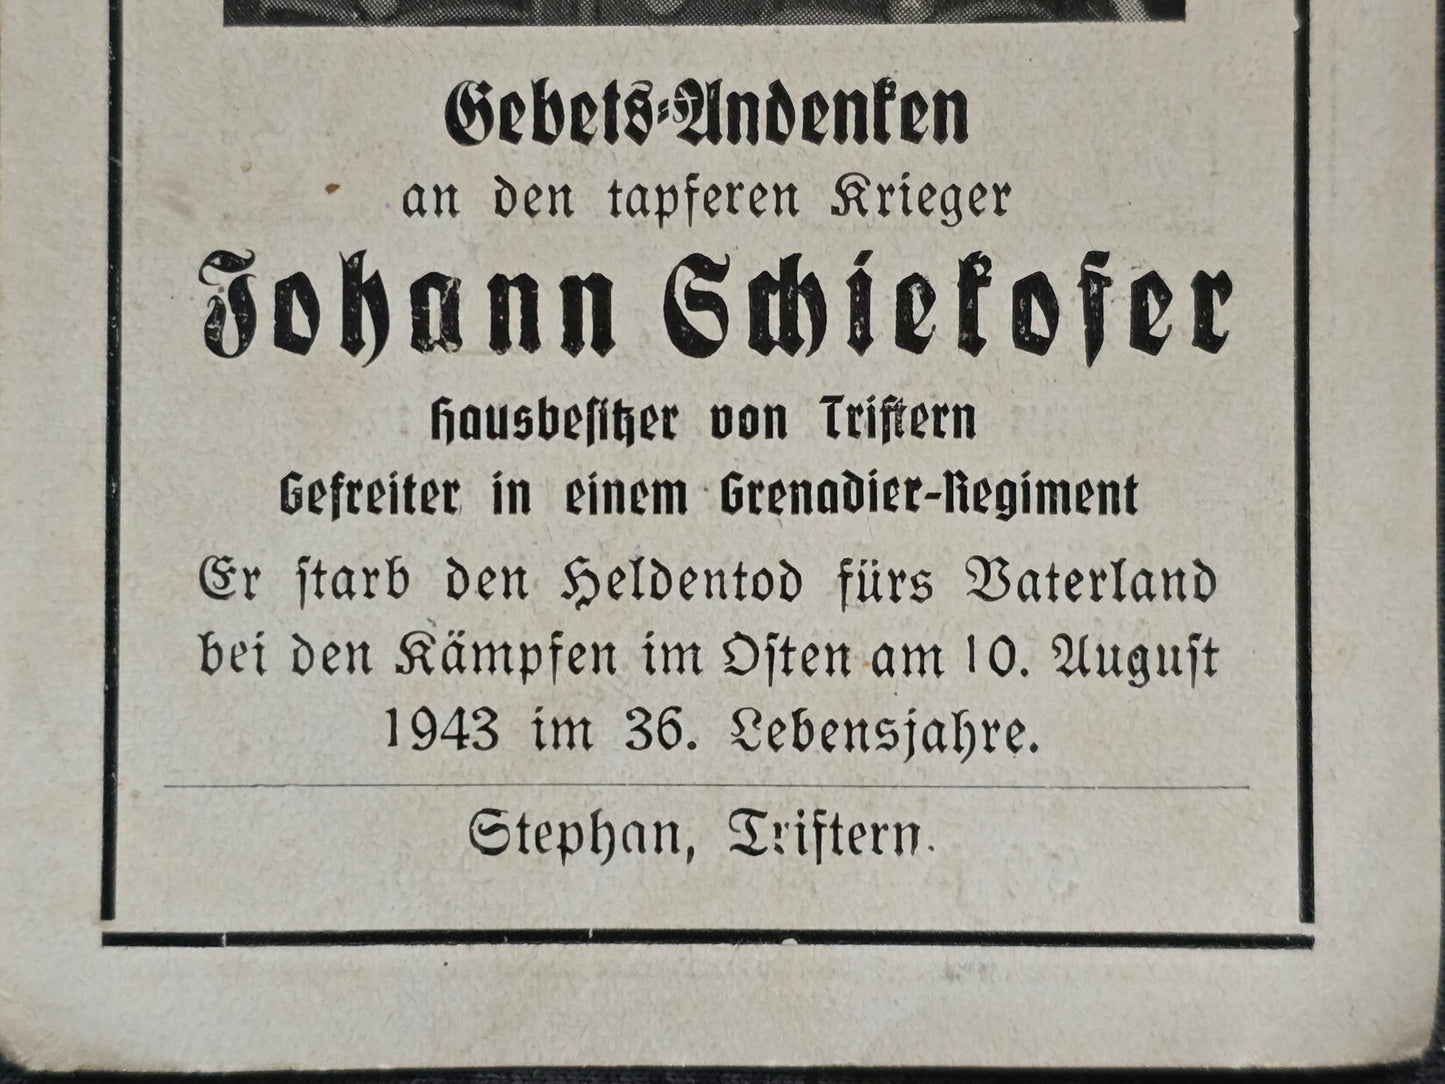 Gebets-Andenken
an den tapferen Krieger
Johann Schiekofer
Hausbesitzer von Triftern
Gefreiter in einem Grenadier-Regiment
Er starb den Heldentod fürs Vaterland
bei den Kämpfen im Osten am 10. August
1943 im 36. Lebensjahre.
Stephan, Triftern.